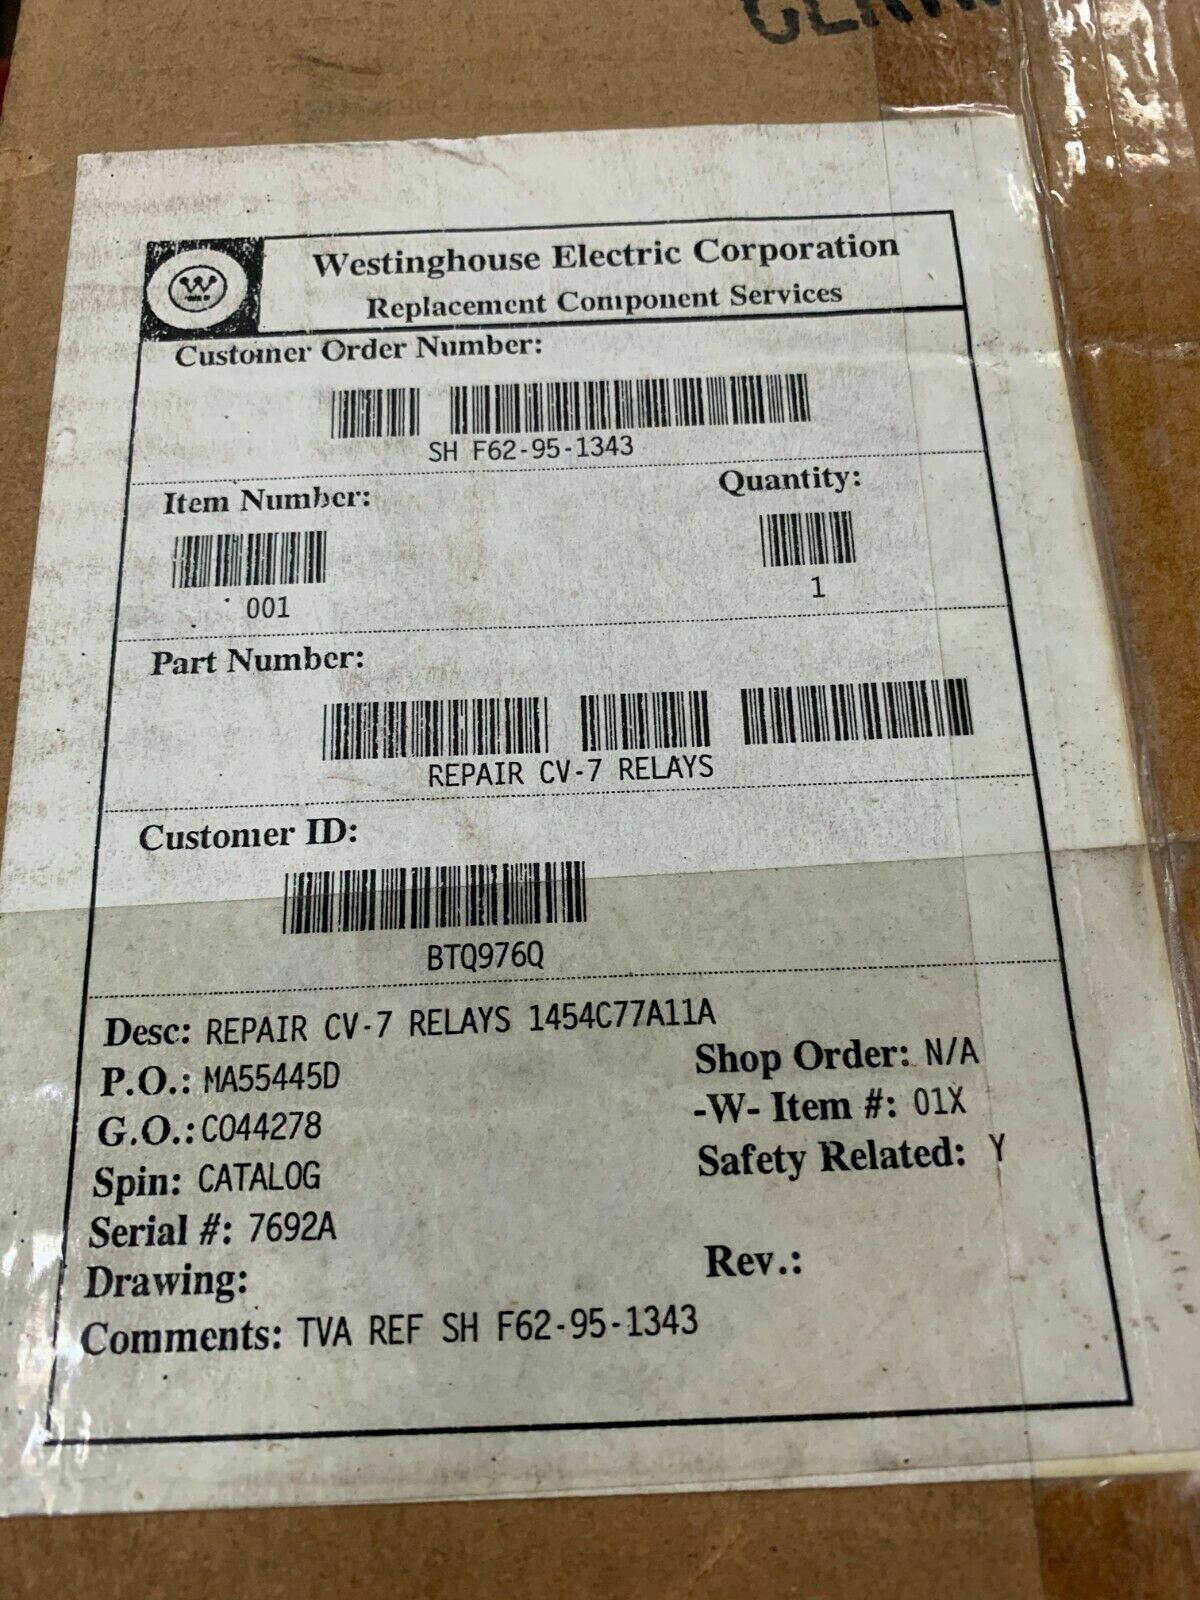 Westinghouse Electric Corporation
Replacement Component Services
Customer Order Number:
SH F62-95-1343
Item Number:
Quantity:
001
1
Part Number:
REPAIR CV-7 RELAYS
Customer ID:
BTQ976Q
Desc: REPAIR CV-7 RELAYS 1454C77A11A
P.O.: MA55445D
Shop Order: N/A
G.O.: CO44278
-W- Item #: 01X
Spin: CATALOG
Safety Related: Y
Serial #: 7692A
Drawing:
Rev.:
Comments: TVA REF SH F62-95-1343